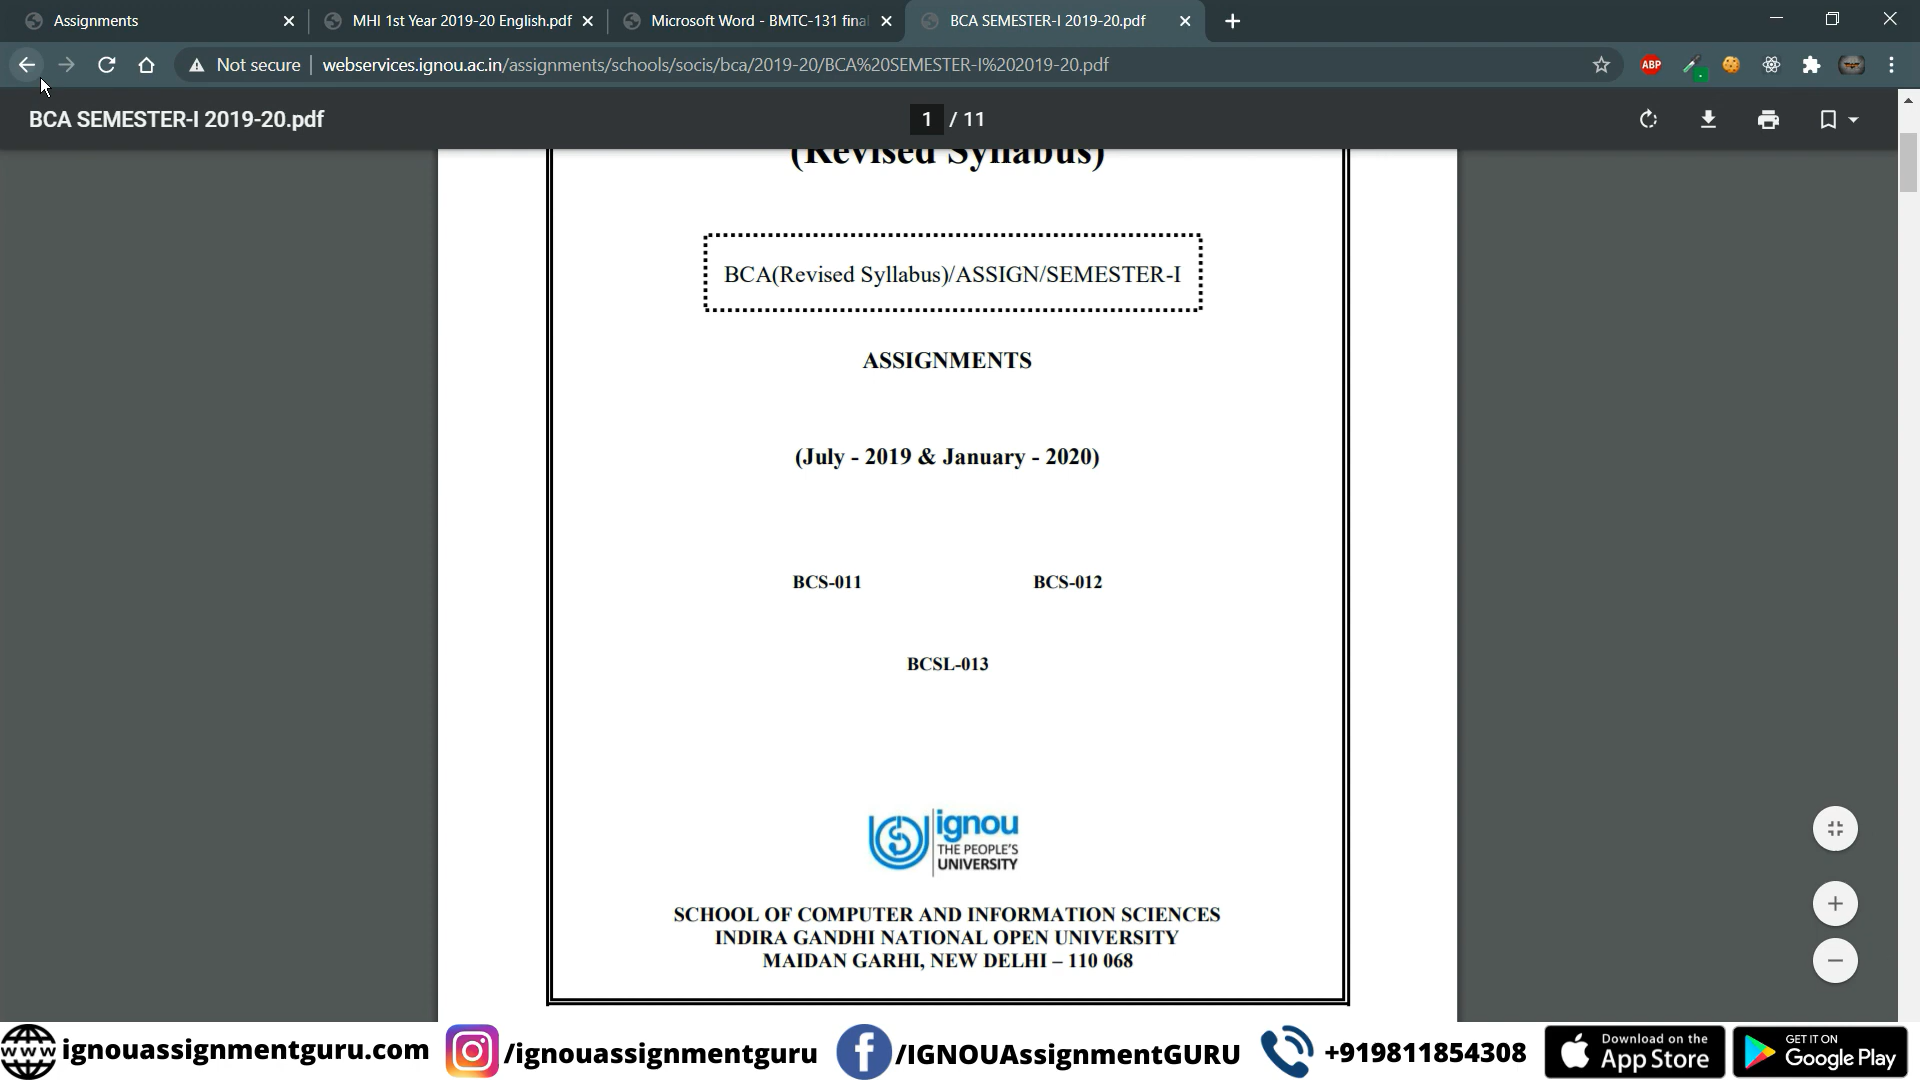 Assignments
MHI 1st Year 2019-20 English.pdf
Microsoft Word - BMTC-131 fina
BCA SEMESTER-I 2019-20.pdf
Not secure
webservices.ignou.ac.in/assignments/schools/socis/bca/2019-20/BCA%20SEMESTER-I%202019-20.pdf
ABP
BCA SEMESTER-I 2019-20.pdf
1 / 11
(Revised Syllabus)
BCA(Revised Syllabus)/ASSIGN/SEMESTER-I
ASSIGNMENTS
(July - 2019 & January - 2020)
BCS-011 BCS-012
BCSL-013
ignou
THE PEOPLE'S
UNIVERSITY
SCHOOL OF COMPUTER AND INFORMATION SCIENCES
INDIRA GANDHI NATIONAL OPEN UNIVERSITY
MAIDAN GARHI, NEW DELHI – 110 068
www
ignouassignmentguru.com
/ignouassignmentguru
/IGNOUAssignmentGURU
+919811854308
Download on the
App Store
GET IT ON
Google Play